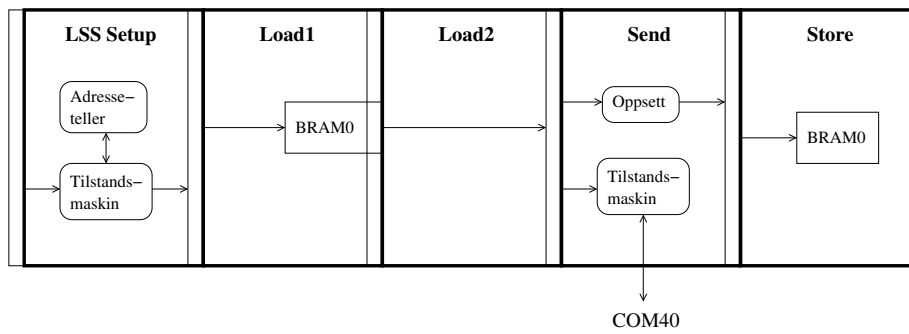 LSS Setup
Load1
Load2
Send
Store
Adresse−
teller
Tilstands−
maskin
BRAM0
Oppsett
Tilstands−
maskin
BRAM0
COM40